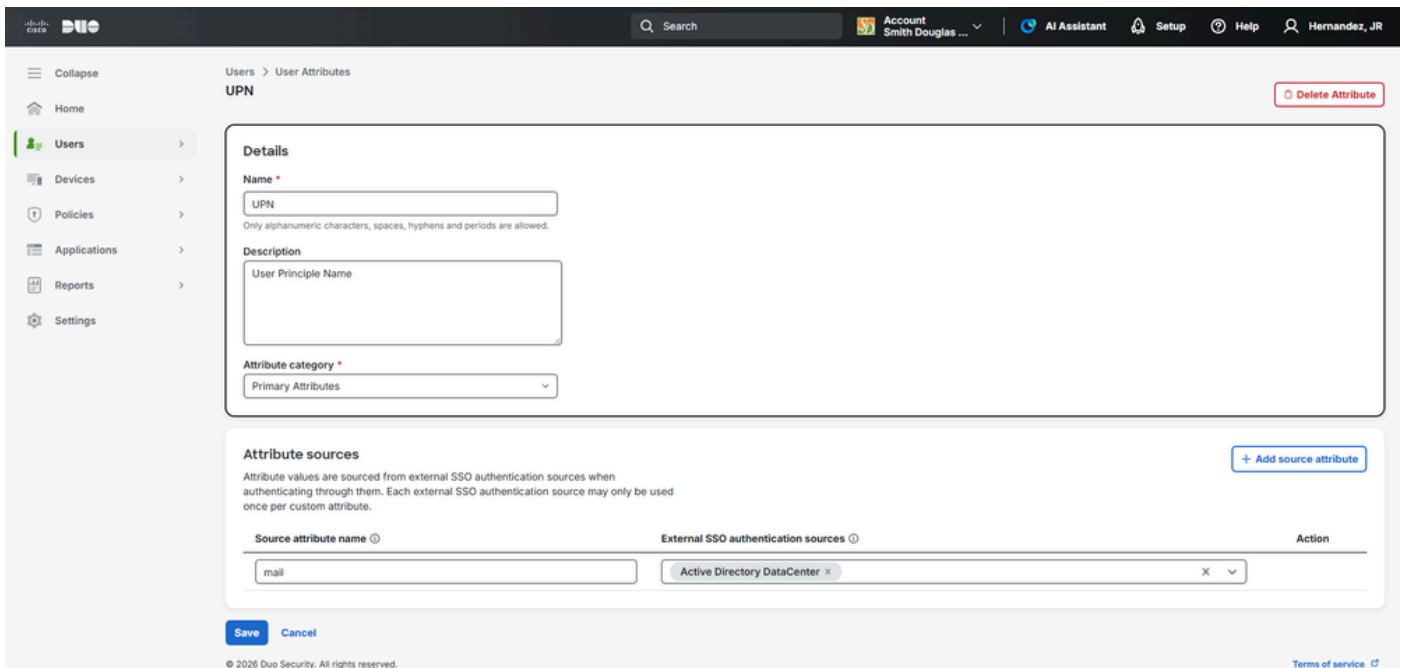 cisco DUO
Search
Account
Smith Douglas ...
AI Assistant
Setup
Help
Hernandez, JR
Collapse
Home
Users
Devices
Policies
Applications
Reports
Settings
Users > User Attributes
UPN
Delete Attribute
Details
Name *
UPN
Only alphanumeric characters, spaces, hyphens and periods are allowed.
Description
User Principle Name
Attribute category *
Primary Attributes
Attribute sources
+ Add source attribute
Attribute values are sourced from external SSO authentication sources when
authenticating through them. Each external SSO authentication source may only be used
once per custom attribute.
Source attribute name
External SSO authentication sources
Action
mail
Active Directory DataCenter ×
Save
Cancel
© 2026 Duo Security. All rights reserved.
Terms of service